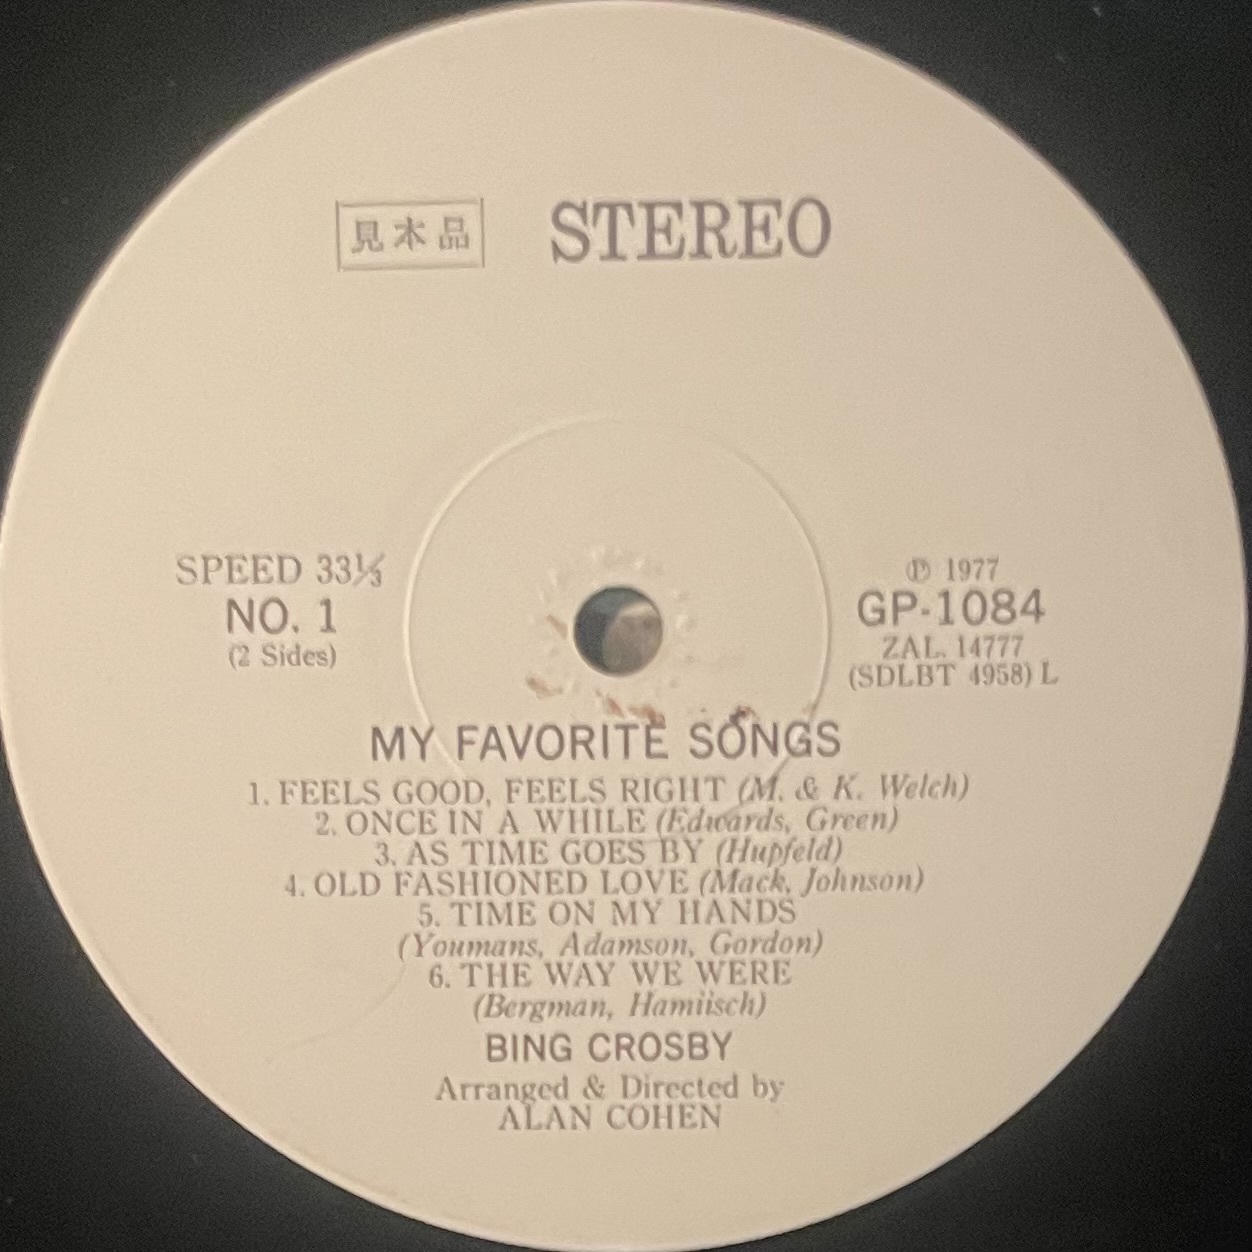 見本品 STEREO
SPEED 33⅓
NO. 1
(2 Sides)
Ⓟ 1977
GP-1084
ZAL. 14777
(SDLBT 4958) L
MY FAVORITE SONGS
1. FEELS GOOD, FEELS RIGHT (M. & K. Welch)
2. ONCE IN A WHILE (Edwards, Green)
3. AS TIME GOES BY (Hupfeld)
4. OLD FASHIONED LOVE (Mack, Johnson)
5. TIME ON MY HANDS
(Youmans, Adamson, Gordon)
6. THE WAY WE WERE
(Bergman, Hamiisch)
BING CROSBY
Arranged & Directed by
ALAN COHEN